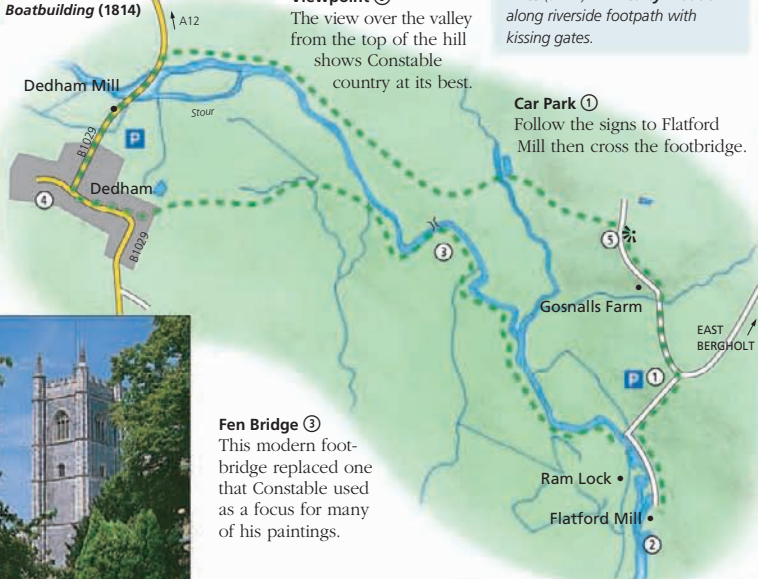 Boatbuilding (1814)
A12
Viewpoint ⑤
The view over the valley
from the top of the hill
shows Constable
country at its best.
along riverside footpath with
kissing gates.
Car Park ①
Follow the signs to Flatford
Mill then cross the footbridge.
Dedham Mill
Stour
B1029
P
Dedham
④
B1029
③
⑤
Gosnalls Farm
EAST
BERGHOLT
P
①
Fen Bridge ③
This modern foot-
bridge replaced one
that Constable used
as a focus for many
of his paintings.
Ram Lock
Flatford Mill
②